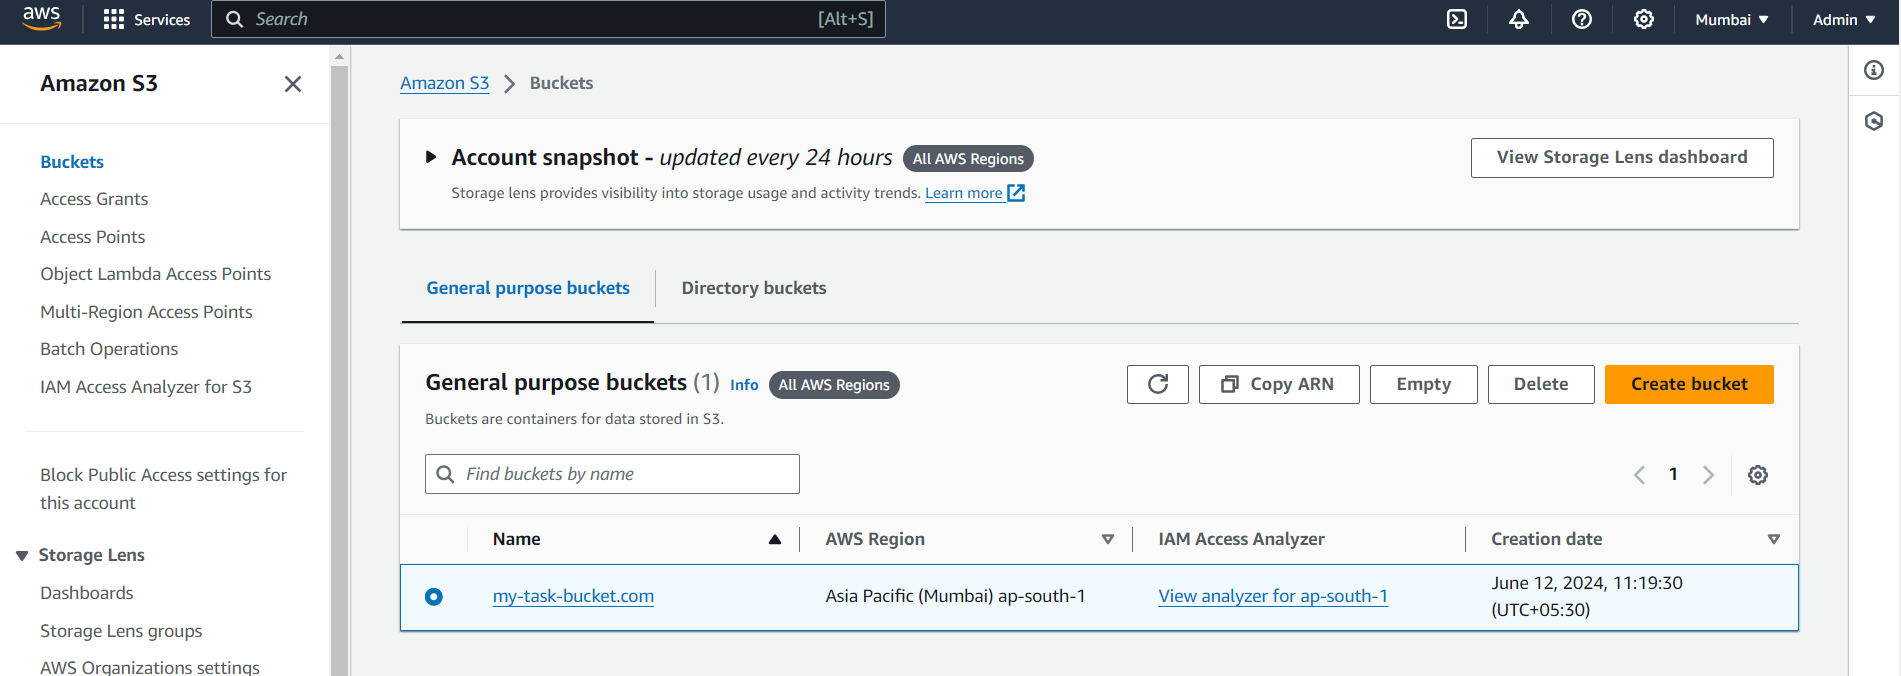 aws Services Search [Alt+S] Mumbai Admin
Amazon S3
Buckets
Access Grants
Access Points
Object Lambda Access Points
Multi-Region Access Points
Batch Operations
IAM Access Analyzer for S3
Block Public Access settings for
this account
Storage Lens
Dashboards
Storage Lens groups
AWS Organizations settings
Amazon S3 Buckets
Account snapshot - updated every 24 hours All AWS Regions View Storage Lens dashboard
Storage lens provides visibility into storage usage and activity trends. Learn more
General purpose buckets Directory buckets
General purpose buckets (1) Info All AWS Regions Copy ARN Empty Delete Create bucket
Buckets are containers for data stored in S3.
Find buckets by name 1
Name AWS Region IAM Access Analyzer Creation date
my-task-bucket.com Asia Pacific (Mumbai) ap-south-1 View analyzer for ap-south-1 June 12, 2024, 11:19:30
(UTC+05:30)